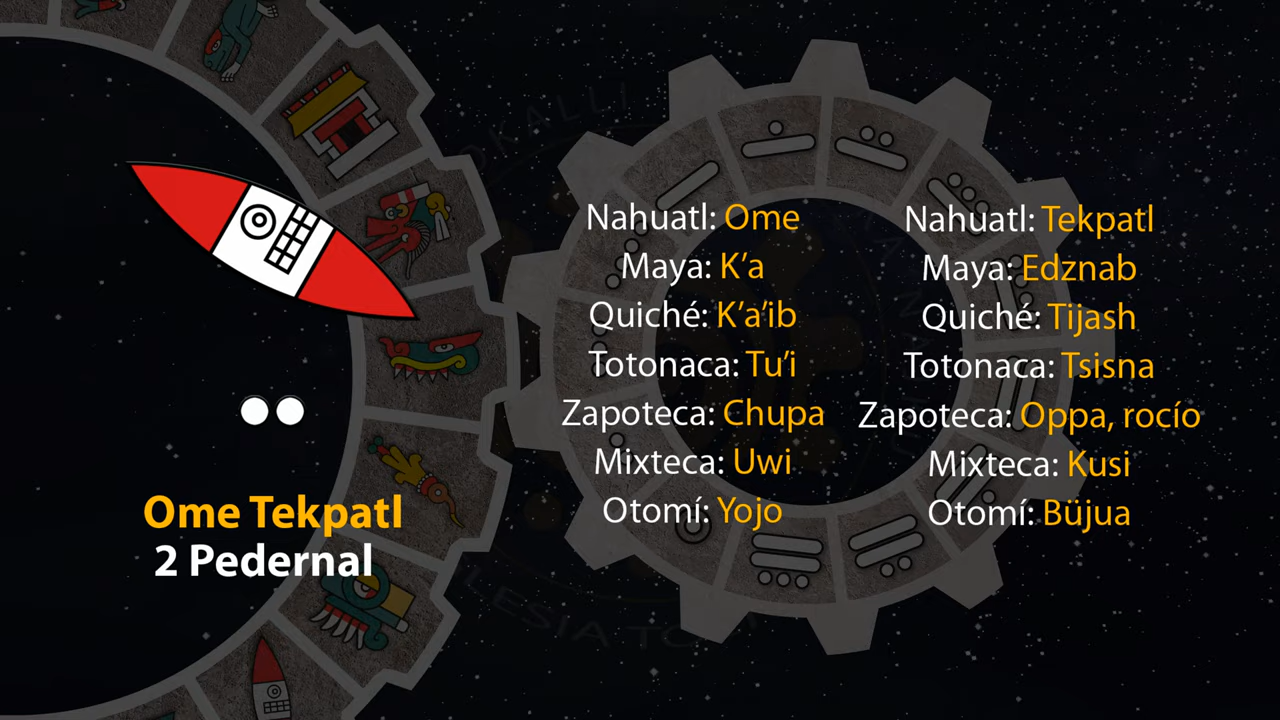 Nahuatl: Ome
Maya: K’a
Quiché: K’a’ib
Totonaca: Tu’i
Zapoteca: Chupa
Mixteca: Uwi
Otomí: Yojo
Nahuatl: Tekpatl
Maya: Edznab
Quiché: Tijash
Totonaca: Tsisna
Zapoteca: Oppa, rocío
Mixteca: Kusi
Otomí: Büjua
Ome Tekpatl
2 Pedernal